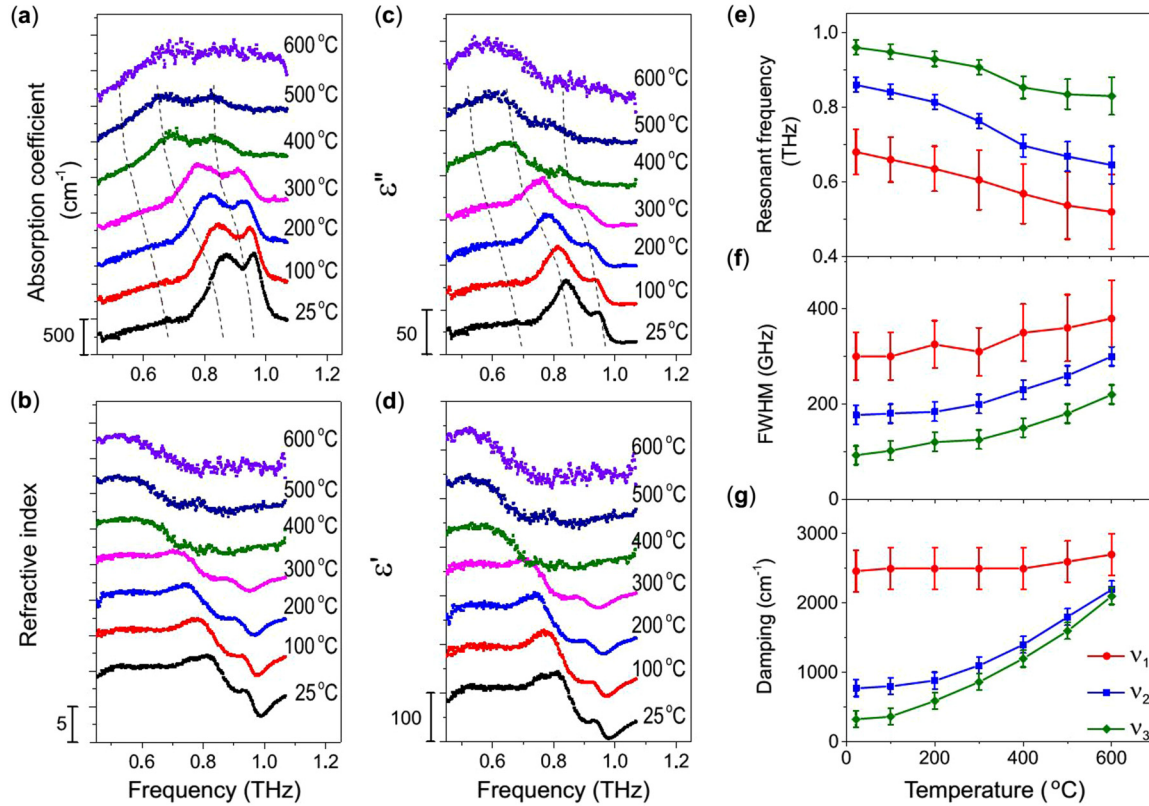 (a)
600 °C
500 °C
400 °C
300 °C
200 °C
100 °C
25 °C
Absorption coefficient
(cm-1)
500
0.6 0.8 1.0 1.2
(c)
600 °C
500 °C
400 °C
300 °C
200 °C
100 °C
25 °C
ε"
50
0.6 0.8 1.0 1.2
(b)
600 °C
500 °C
400 °C
300 °C
200 °C
100 °C
25 °C
Refractive index
5
0.6 0.8 1.0 1.2
Frequency (THz)
(d)
600 °C
500 °C
400 °C
300 °C
200 °C
100 °C
25 °C
ε'
100
0.6 0.8 1.0 1.2
Frequency (THz)
(e)
Resonant frequency
(THz)
1.0
0.8
0.6
0.4
(f)
FWHM (GHz)
400
200
0
(g)
Damping (cm-1)
3000
2000
1000
0
ν1
ν2
ν3
0 100 200 300 400 500 600
Temperature (°C)